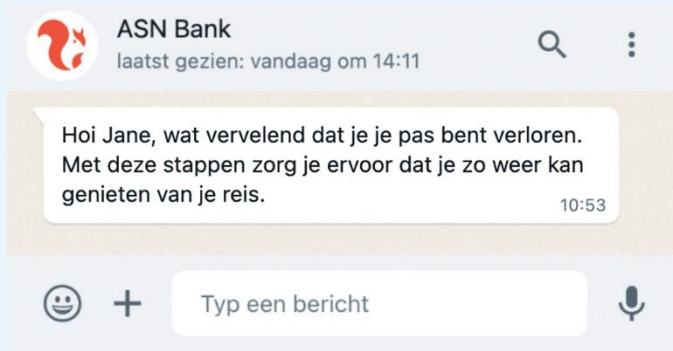 ASN Bank
laatst gezien: vandaag om 14:11
Hoi Jane, wat vervelend dat je je pas bent verloren.
Met deze stappen zorg je ervoor dat je zo weer kan
genieten van je reis.
10:53
Typ een bericht